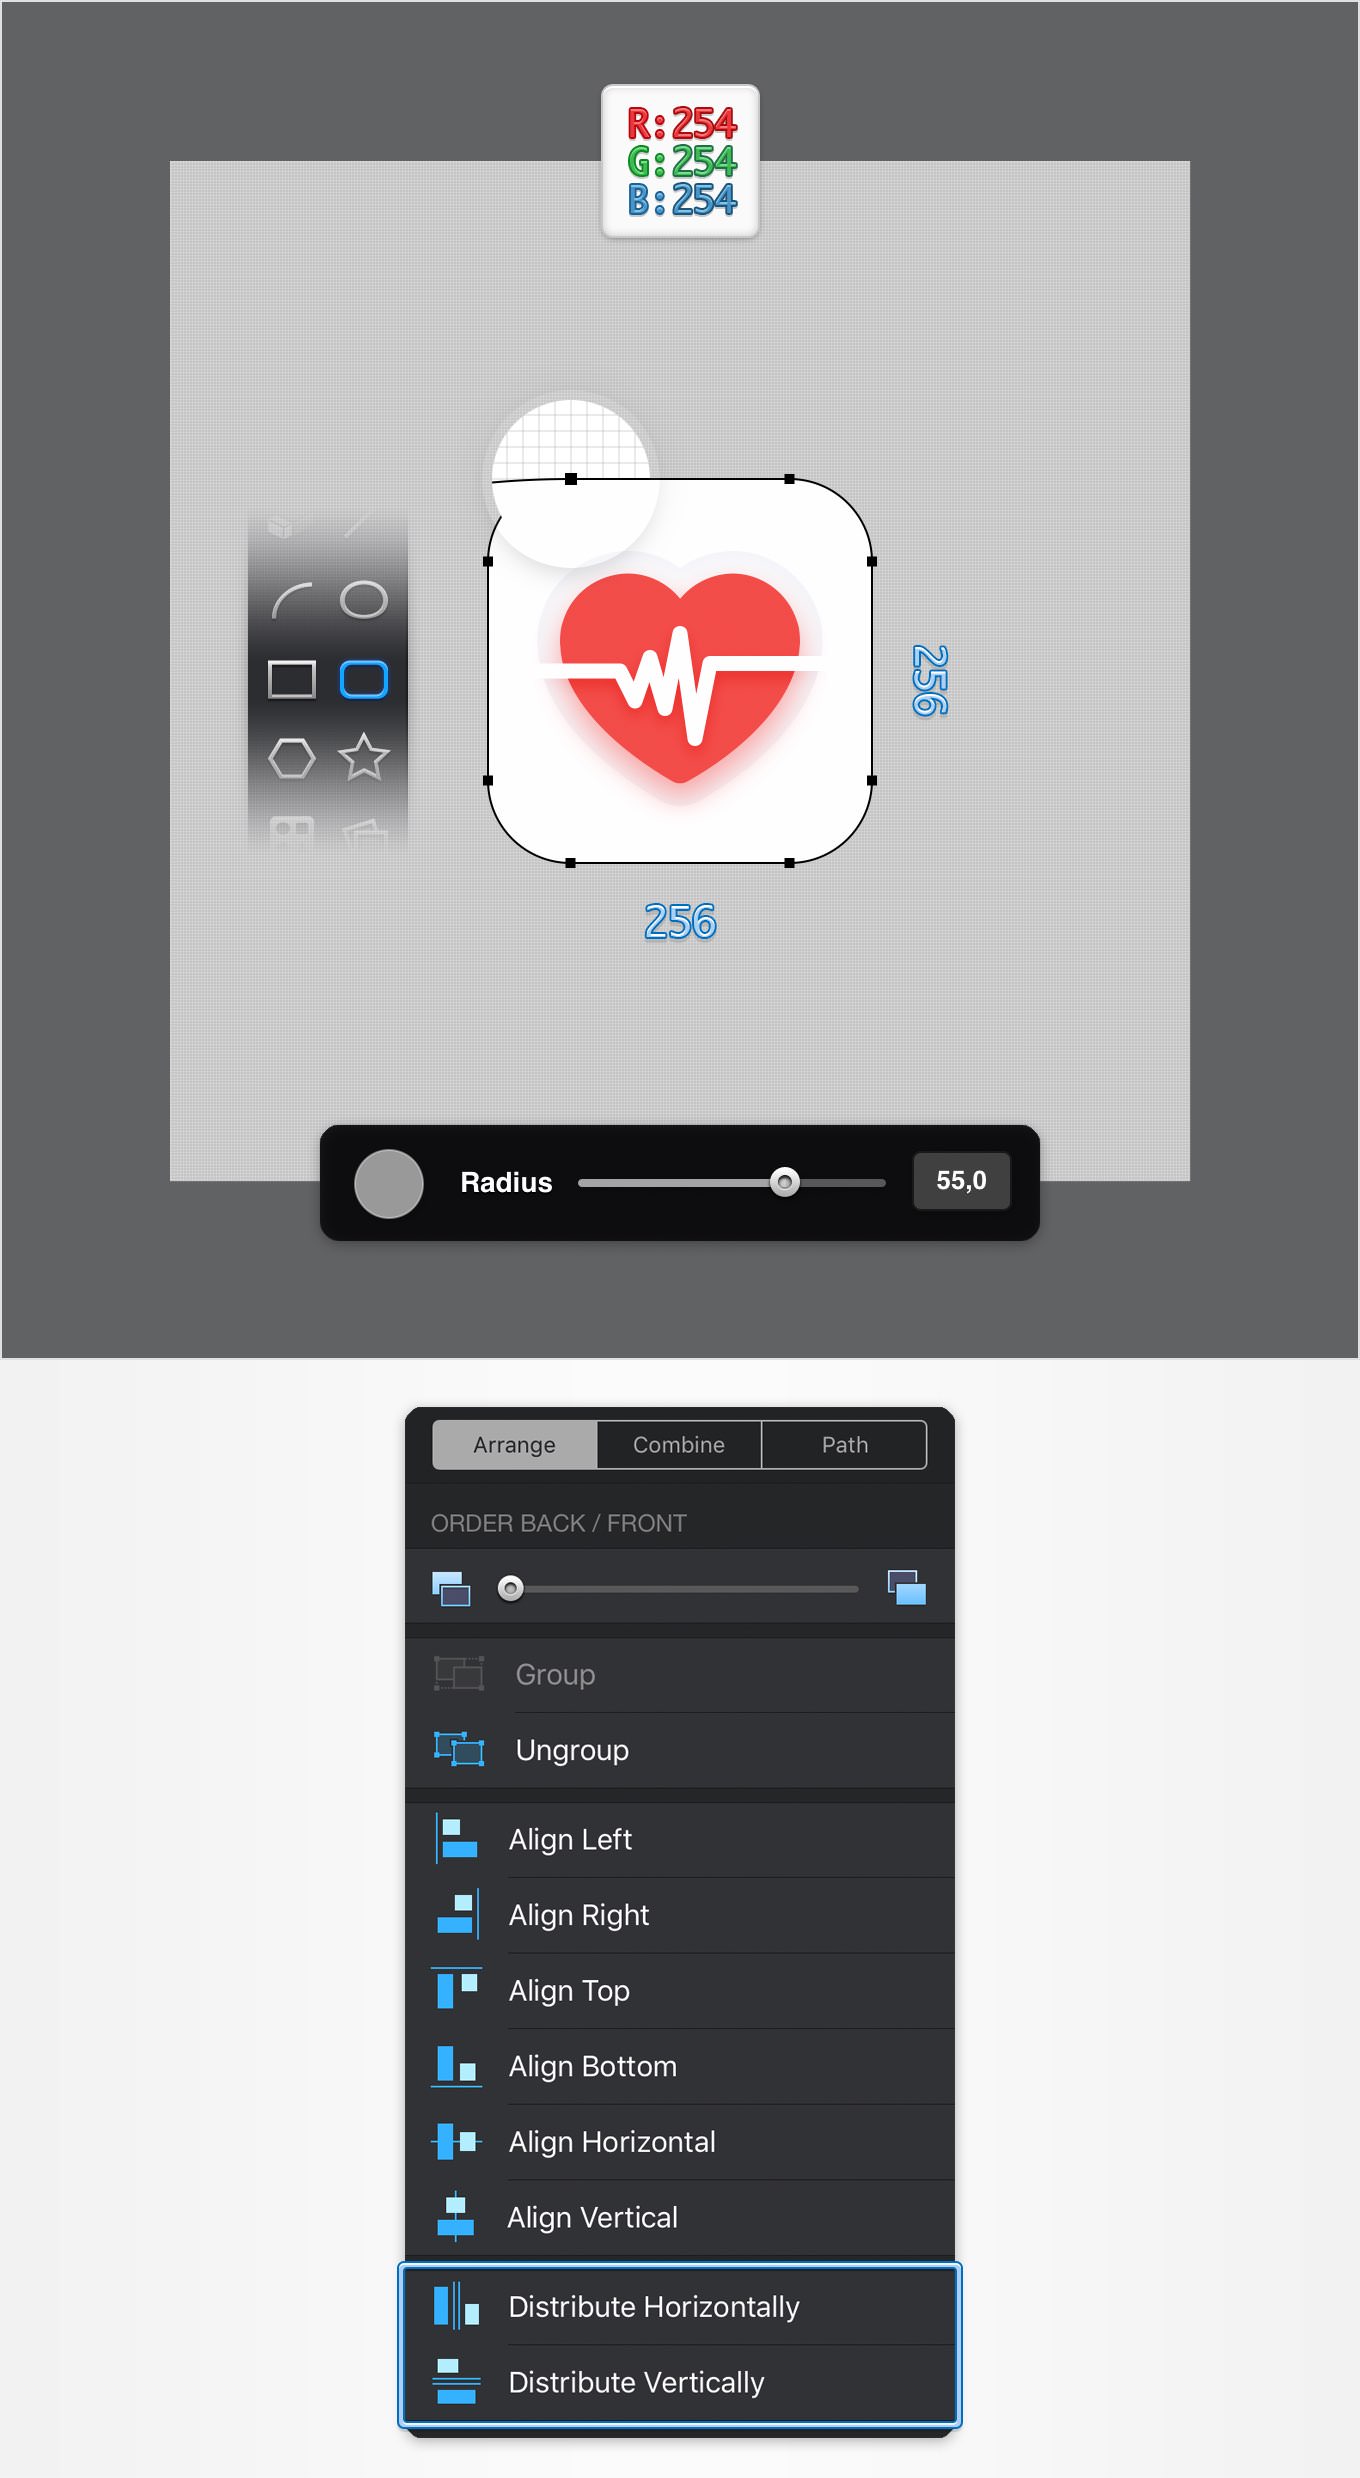 R:254
G:254
B:254
256
256
Radius 55,0
Arrange Combine Path
ORDER BACK / FRONT
Group
Ungroup
Align Left
Align Right
Align Top
Align Bottom
Align Horizontal
Align Vertical
Distribute Horizontally
Distribute Vertically